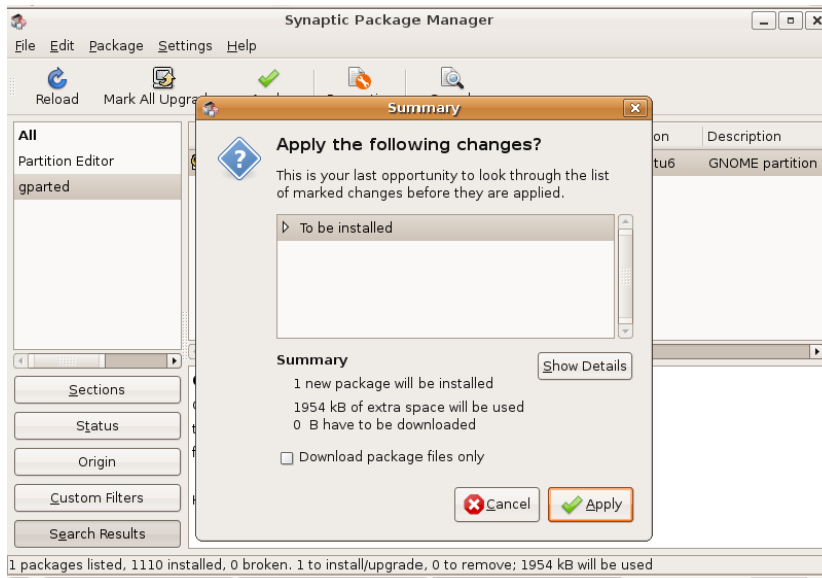 Synaptic Package Manager
File Edit Package Settings Help
Reload Mark All
Summary
All
Partition Editor
gparted
Description
tu6 GNOME partition
Apply the following changes?
This is your last opportunity to look through the list
of marked changes before they are applied.
To be installed
Summary
Show Details
1 new package will be installed
1954 kB of extra space will be used
0 B have to be downloaded
Download package files only
Cancel
Apply
Sections
Status
Origin
Custom Filters
Search Results
1 packages listed, 1110 installed, 0 broken. 1 to install/upgrade, 0 to remove; 1954 kB will be used